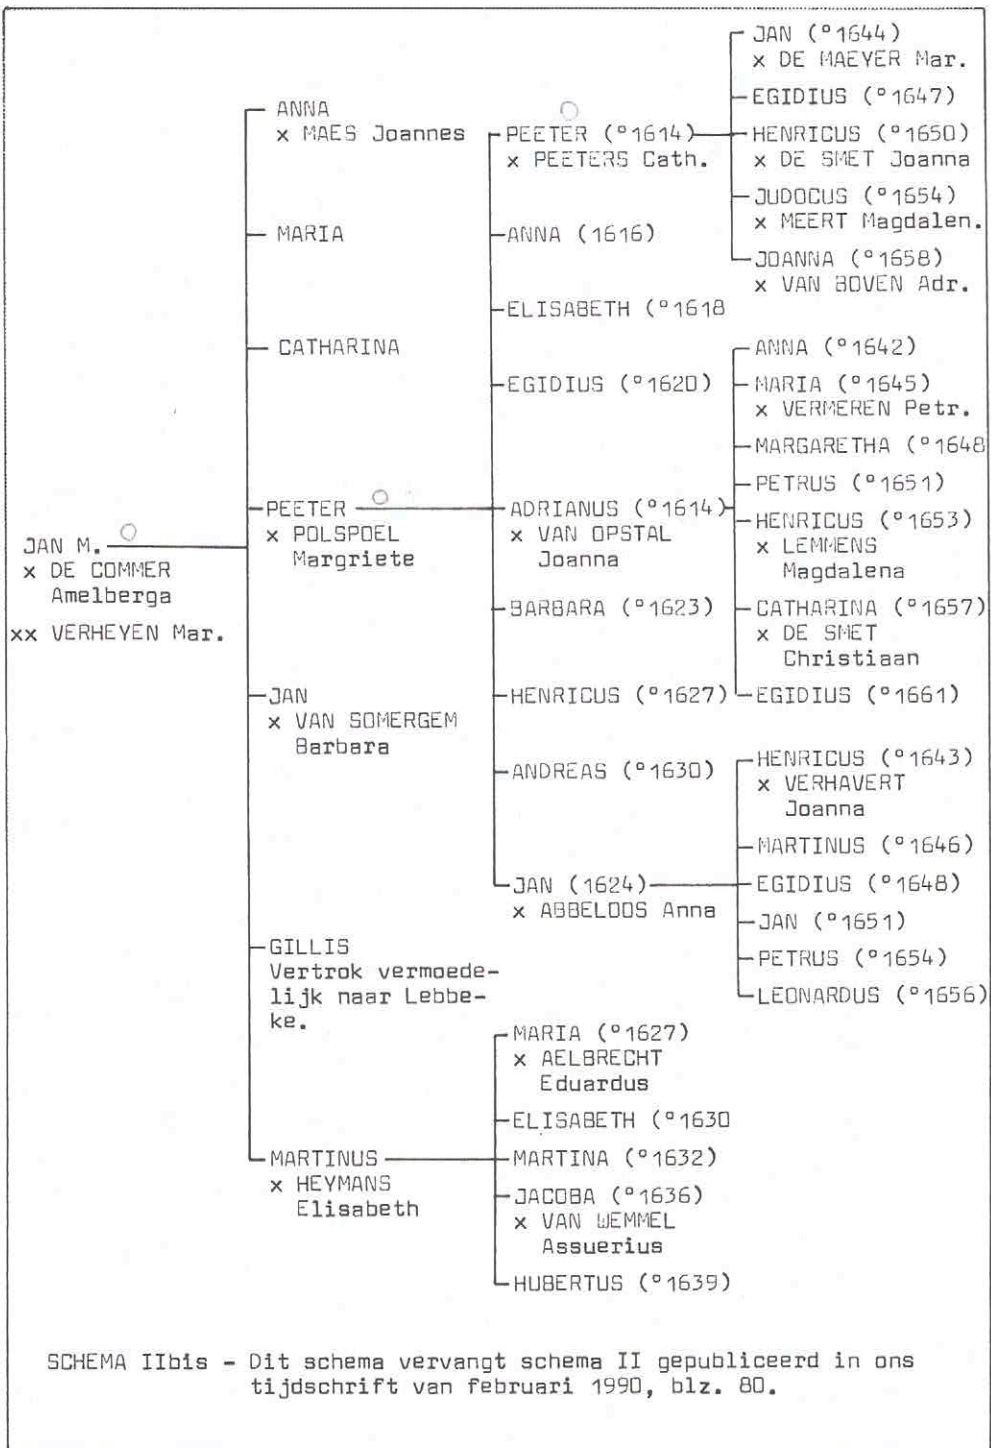 JAN M.
x DE COMMER
Amelberga
xx VERHEYEN Mar.
ANNA
x MAES Joannes
MARIA
CATHARINA
PEETER
x POLSPOEL
Margriete
JAN
x VAN SOMERGEM
Barbara
GILLIS
Vertrok vermoede-
lijk naar Lebbe-
ke.
MARTINUS
x HEYMANS
Elisabeth
PEETER (°1614)
x PEETERS Cath.
ANNA (1616)
ELISABETH (°1618
EGIDIUS (°1620)
ADRIANUS (°1614)
x VAN OPSTAL
Joanna
BARBARA (°1623)
HENRICUS (°1627)
ANDREAS (°1630)
JAN (1624)
x ABBELOOS Anna
MARIA (°1627)
x AELBRECHT
Eduardus
ELISABETH (°1630
MARTINA (°1632)
JACOBA (°1636)
x VAN WEMMEL
Assuerius
HUBERTUS (°1639)
JAN (°1644)
x DE MAEYER Mar.
EGIDIUS (°1647)
HENRICUS (°1650)
x DE SMET Joanna
JUDOCUS (°1654)
x MEERT Magdalen.
JOANNA (°1658)
x VAN BOVEN Adr.
ANNA (°1642)
MARIA (°1645)
x VERMEREN Petr.
MARGARETHA (°1648
PETRUS (°1651)
HENRICUS (°1653)
x LEMMENS
Magdalena
CATHARINA (°1657)
x DE SMET
Christiaan
EGIDIUS (°1661)
HENRICUS (°1643)
x VERHAVERT
Joanna
MARTINUS (°1646)
EGIDIUS (°1648)
JAN (°1651)
PETRUS (°1654)
LEONARDUS (°1656)
SCHEMA IIbis - Dit schema vervangt schema II gepubliceerd in ons
tijdschrift van februari 1990, blz. 80.